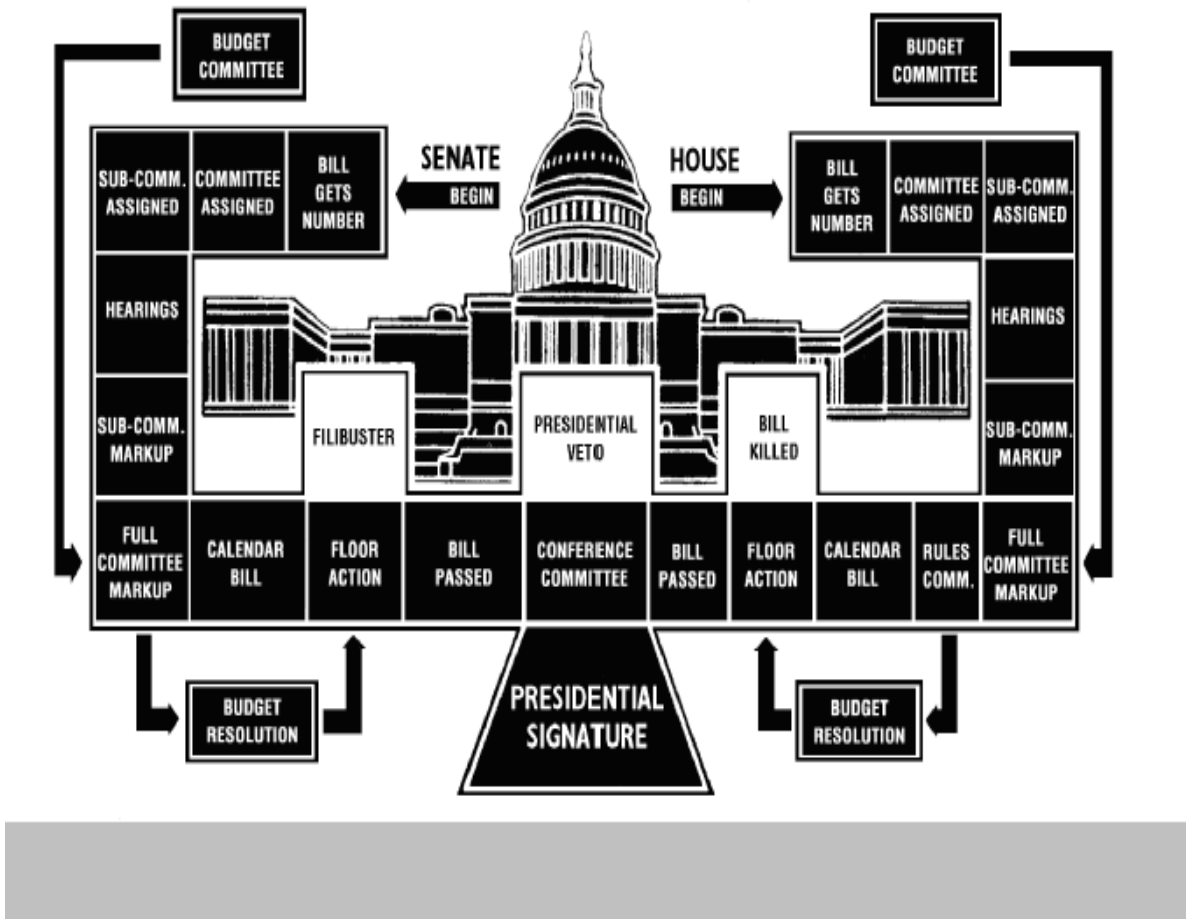 BUDGET
COMMITTEE
BUDGET
COMMITTEE
SENATE
BEGIN
HOUSE
BEGIN
SUB-COMM.
ASSIGNED
COMMITTEE
ASSIGNED
BILL
GETS
NUMBER
BILL
GETS
NUMBER
COMMITTEE
ASSIGNED
SUB-COMM.
ASSIGNED
HEARINGS
HEARINGS
SUB-COMM.
MARKUP
FILIBUSTER
PRESIDENTIAL
VETO
BILL
KILLED
SUB-COMM.
MARKUP
FULL
COMMITTEE
MARKUP
CALENDAR
BILL
FLOOR
ACTION
BILL
PASSED
CONFERENCE
COMMITTEE
BILL
PASSED
FLOOR
ACTION
CALENDAR
BILL
RULES
COMM.
FULL
COMMITTEE
MARKUP
BUDGET
RESOLUTION
PRESIDENTIAL
SIGNATURE
BUDGET
RESOLUTION